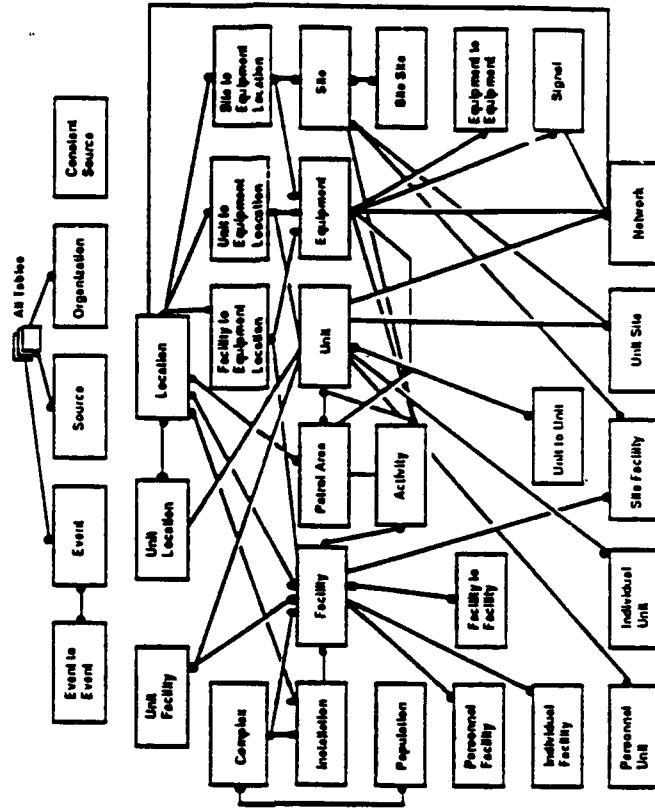 All Tables
Event to
Event
Event
Source
Organization
Constant
Source
Unit
Facility
Unit
Location
Location
Complex
Facility to
Equipment
Location
Unit to
Equipment
Location
Site to
Equipment
Location
Installation
Facility
Patrol Area
Unit
Equipment
Site
Population
Activity
Site Site
Personnel
Facility
Facility to
Facility
Equipment to
Equipment
Individual
Facility
Unit to Unit
Signal
Personnel
Unit
Individual
Unit
Site Facility
Unit Site
Network